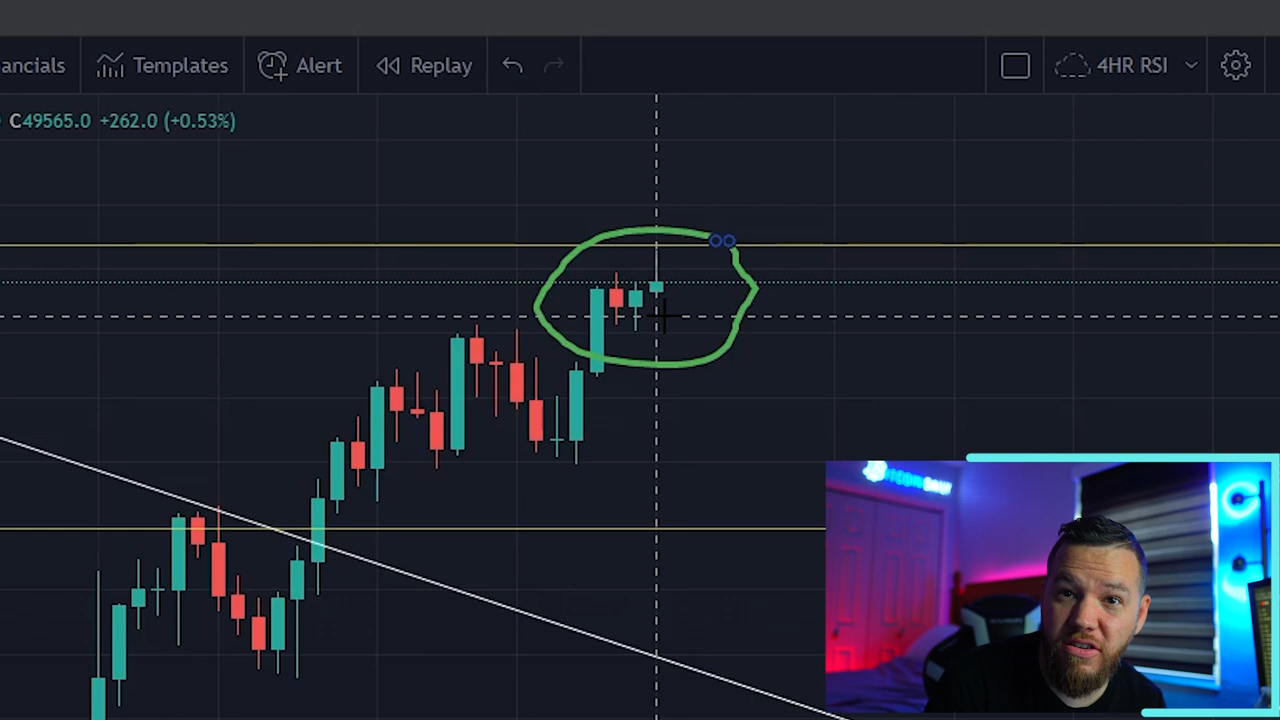 ancials Templates Alert Replay 4HR RSI
C49565.0 +262.0 (+0.53%)